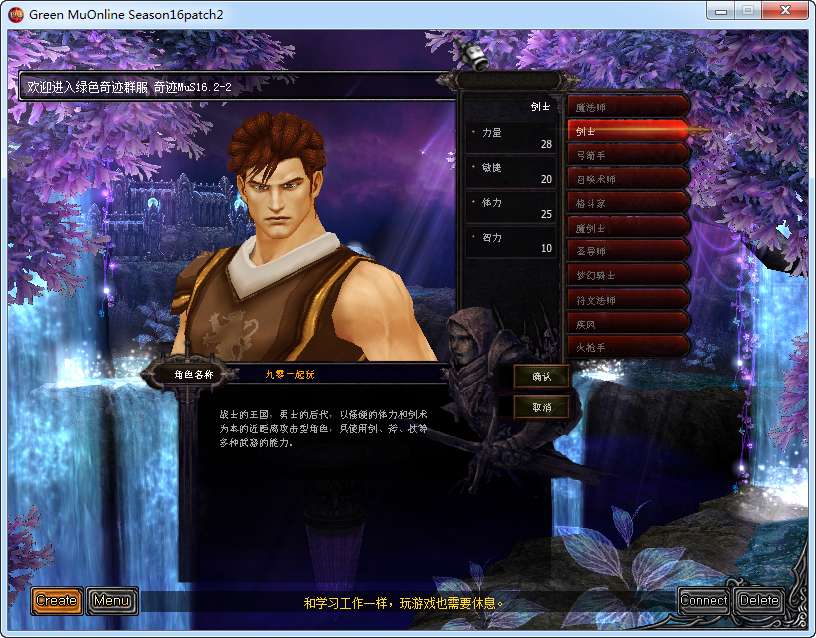 Green MuOnline Season16patch2
欢迎进入绿色奇迹群服 奇迹MuS16.2-2
剑士
力量
28
敏捷
20
体力
25
智力
10
魔法师
剑士
弓箭手
召唤术师
格斗家
魔剑士
圣导师
梦幻骑士
符文法师
疾风
火枪手
角色名称
九零一起玩
确认
取消
战士的王国，勇士的后代，以矮健的体力和剑术
为本的近距离攻击型角色，只使用剑、斧、杖等
多种武器的能力。
和学习工作一样，玩游戏也需要休息。
Create
Menu
Connect
Delete